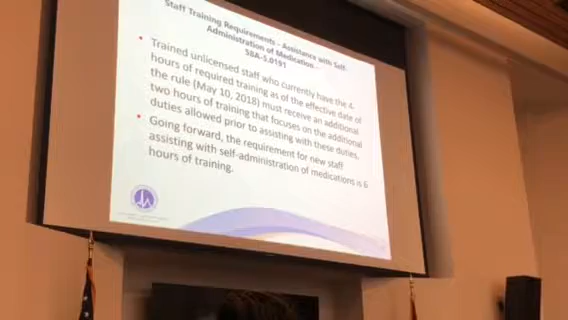 Staff Training Requirements - Assistance with Self-
Administration of Medication -
58A-5.0191
• Trained unlicensed staff who currently have the 4-
hours of required training as of the effective date of
the rule (May 10, 2018) must receive an additional
two hours of training that focuses on the additional
duties allowed prior to assisting with these duties.
• Going forward, the requirement for new staff
assisting with self-administration of medications is 6
hours of training.